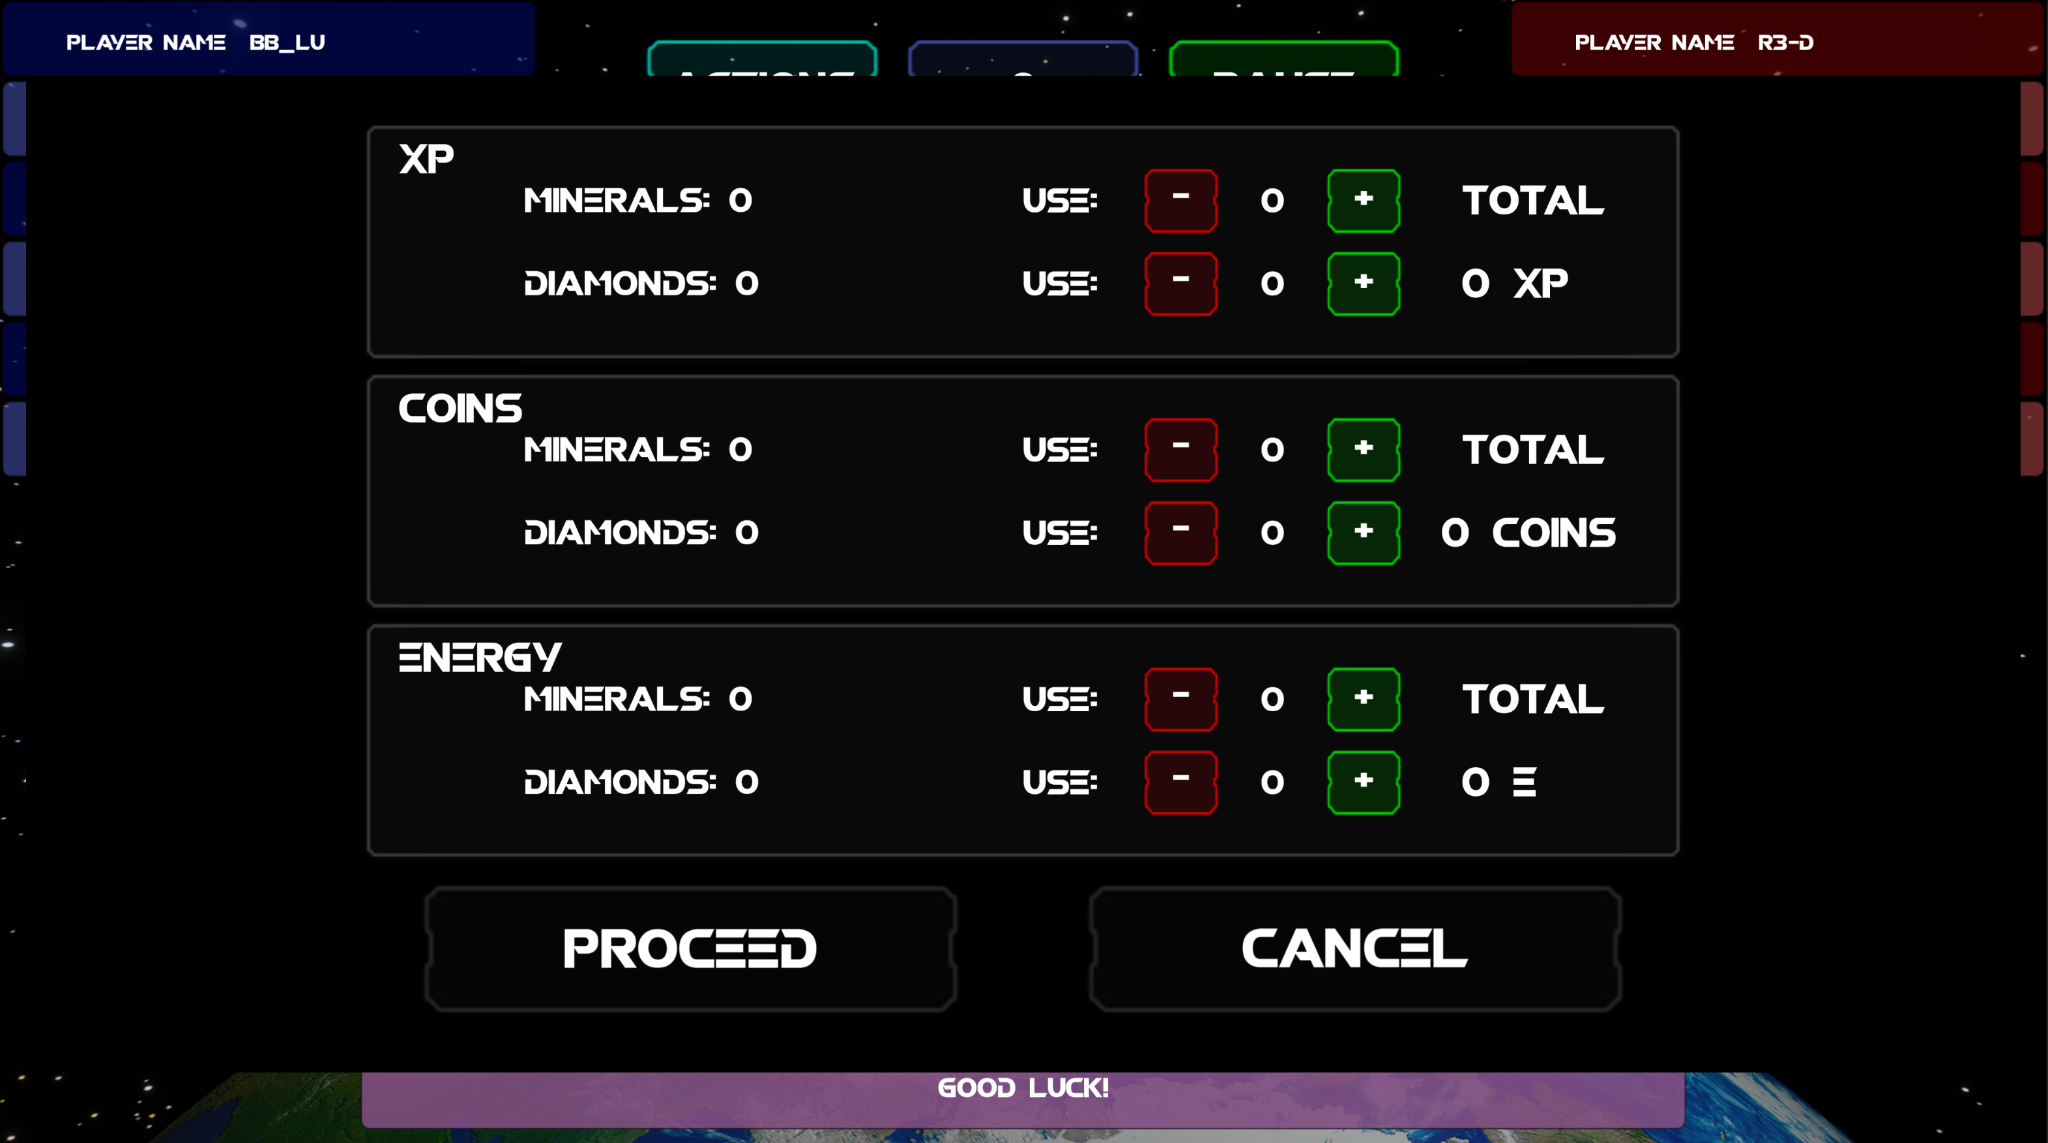 PLAYER NAME BB_LU
ACTIONS
PAUSE
PLAYER NAME R3-D
XP
MINERALS: 0 USE: - 0 + TOTAL
DIAMONDS: 0 USE: - 0 + 0 XP
COINS
MINERALS: 0 USE: - 0 + TOTAL
DIAMONDS: 0 USE: - 0 + 0 COINS
ENERGY
MINERALS: 0 USE: - 0 + TOTAL
DIAMONDS: 0 USE: - 0 + 0 E
PROCEED CANCEL
GOOD LUCK!